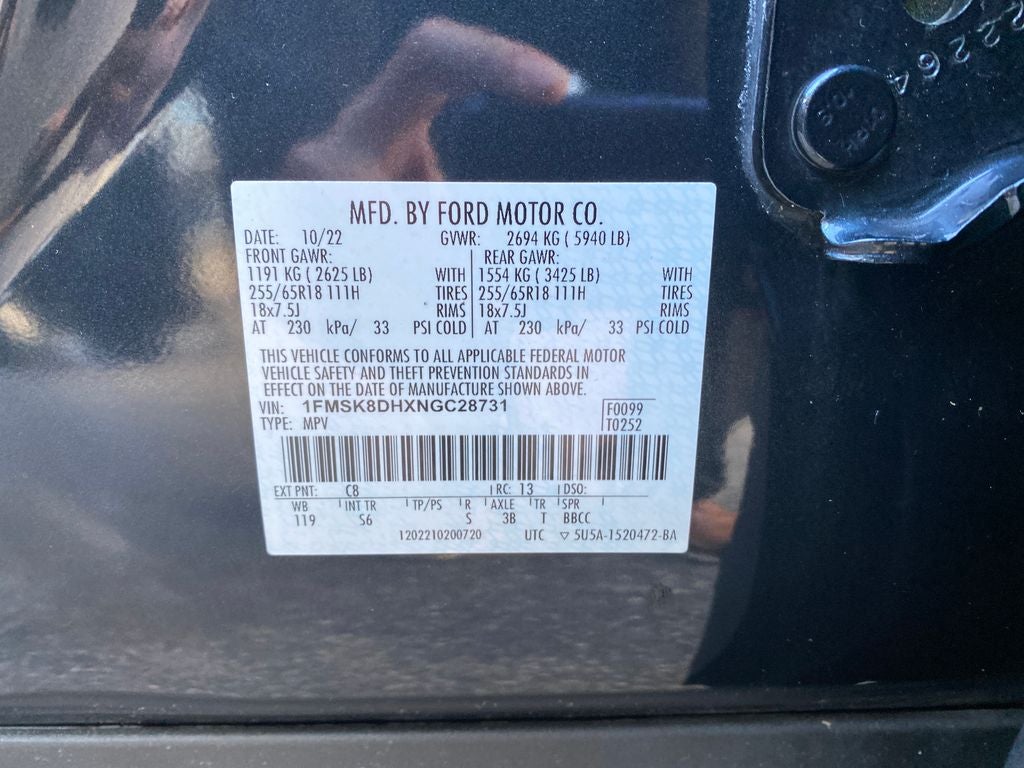 2264
MFD. BY FORD MOTOR CO.
DATE: 10/22 GVWR: 2694 KG ( 5940 LB)
FRONT GAWR: REAR GAWR:
1191 KG ( 2625 LB) WITH 1554 KG ( 3425 LB) WITH
255/65R18 111H TIRES 255/65R18 111H TIRES
18x7.5J RIMS 18x7.5J RIMS
AT 230 kPa/ 33 PSI COLD AT 230 kPa/ 33 PSI COLD
THIS VEHICLE CONFORMS TO ALL APPLICABLE FEDERAL MOTOR
VEHICLE SAFETY AND THEFT PREVENTION STANDARDS IN
EFFECT ON THE DATE OF MANUFACTURE SHOWN ABOVE.
VIN: 1FMSK8DHXNGC28731 F0099
TYPE: MPV T0252
EXT PNT: C8 RC: 13 DSO:
WB INT TR TP/PS R AXLE TR SPR
119 S6 S 3B T BBCC
1202210200720 UTC ▽ 5U5A-1520472-BA